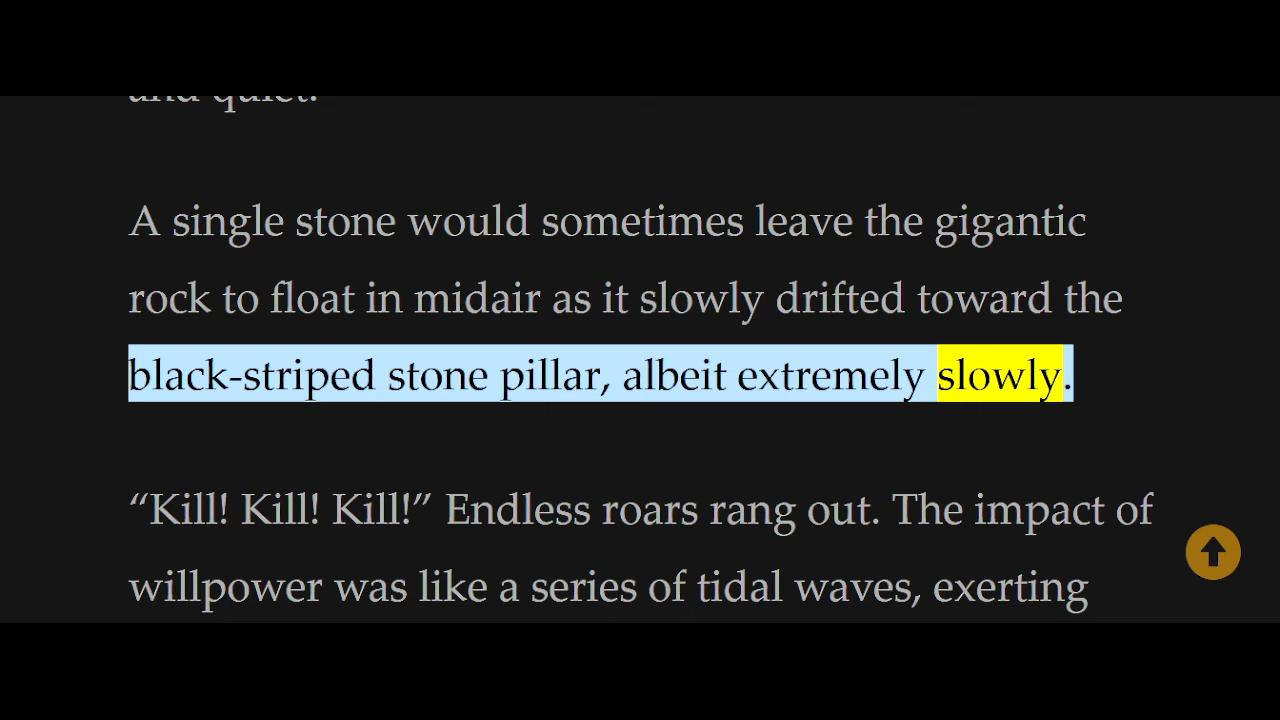 and quiet.
A single stone would sometimes leave the gigantic
rock to float in midair as it slowly drifted toward the
black-striped stone pillar, albeit extremely slowly.
“Kill! Kill! Kill!” Endless roars rang out. The impact of
willpower was like a series of tidal waves, exerting